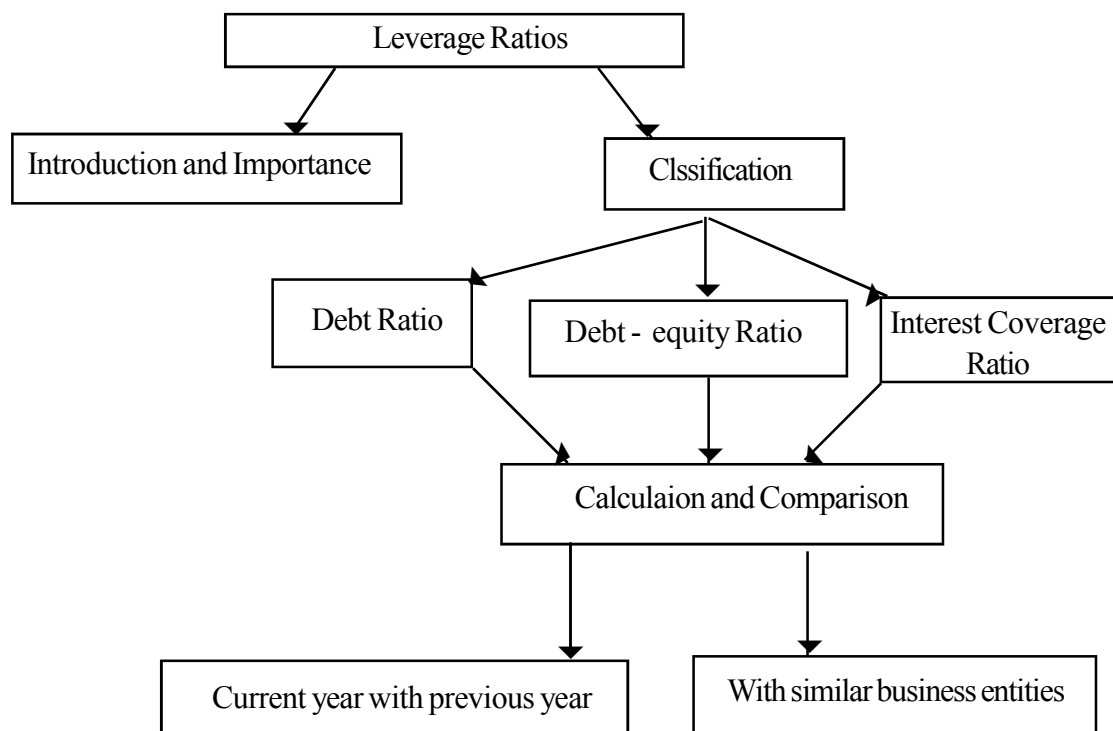 Leverage Ratios
Introduction and Importance
Clssification
Debt Ratio
Debt - equity Ratio
Interest Coverage
Ratio
Calculaion and Comparison
Current year with previous year
With similar business entities